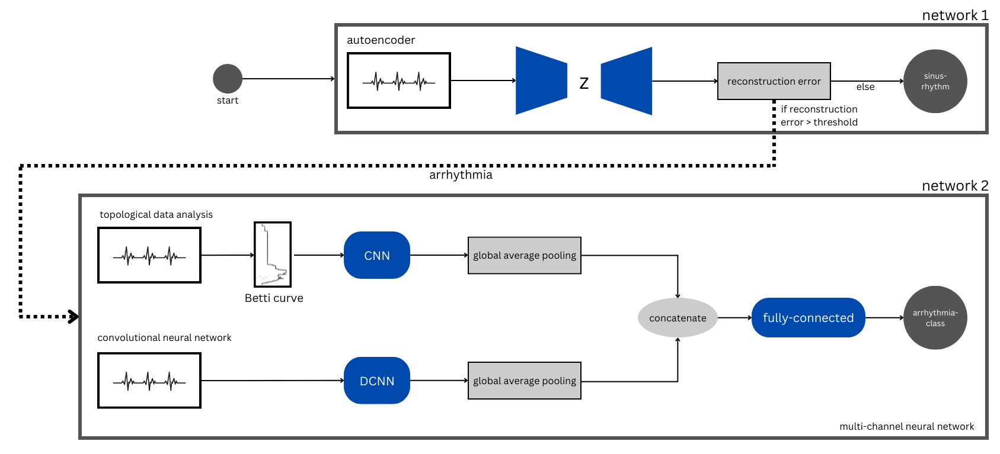 network 1
autoencoder
start
z
reconstruction error
else
sinus-
rhythm
if reconstruction
error > threshold
arrhythmia
network 2
topological data analysis
Betti curve
CNN
global average pooling
concatenate
fully-connected
arrhythmia-
class
convolutional neural network
DCNN
global average pooling
multi-channel neural network